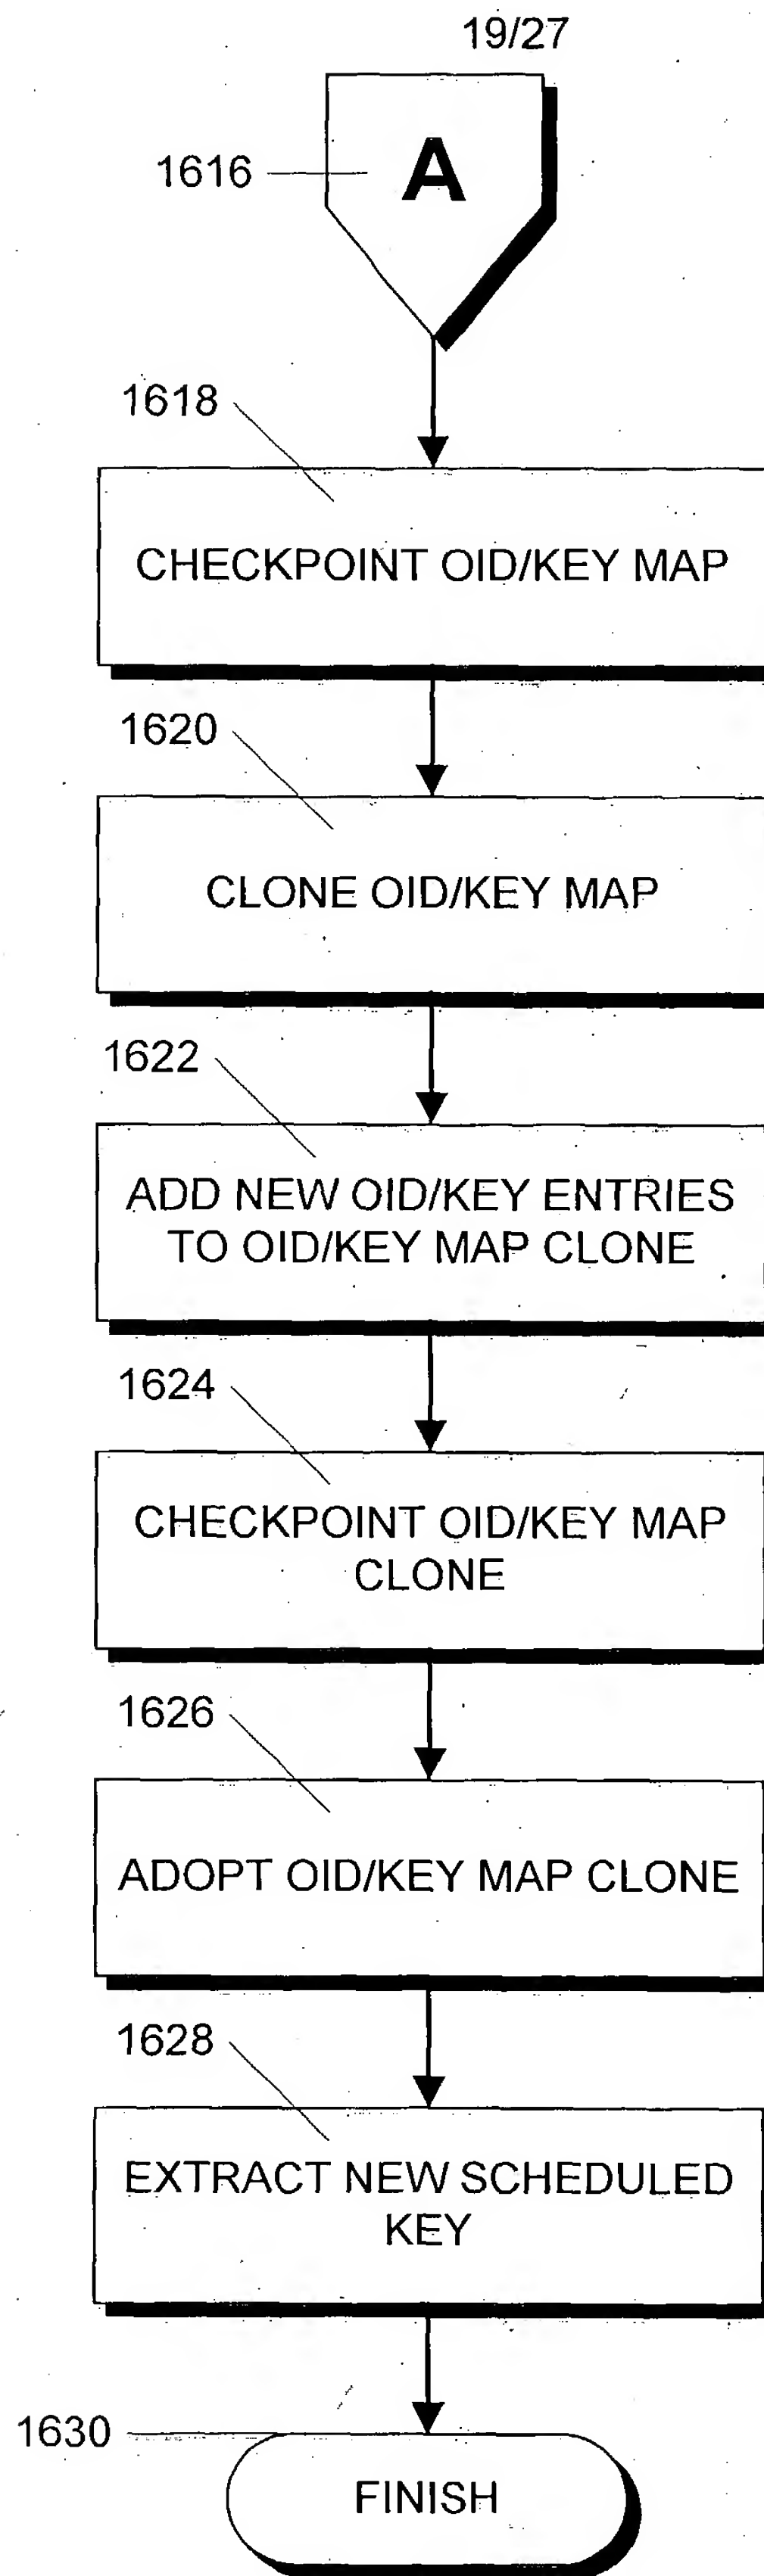 19/27
1616
A
1618
CHECKPOINT OID/KEY MAP
1620
CLONE OID/KEY MAP
1622
ADD NEW OID/KEY ENTRIES
TO OID/KEY MAP CLONE
1624
CHECKPOINT OID/KEY MAP
CLONE
1626
ADOPT OID/KEY MAP CLONE
1628
EXTRACT NEW SCHEDULED
KEY
1630
FINISH